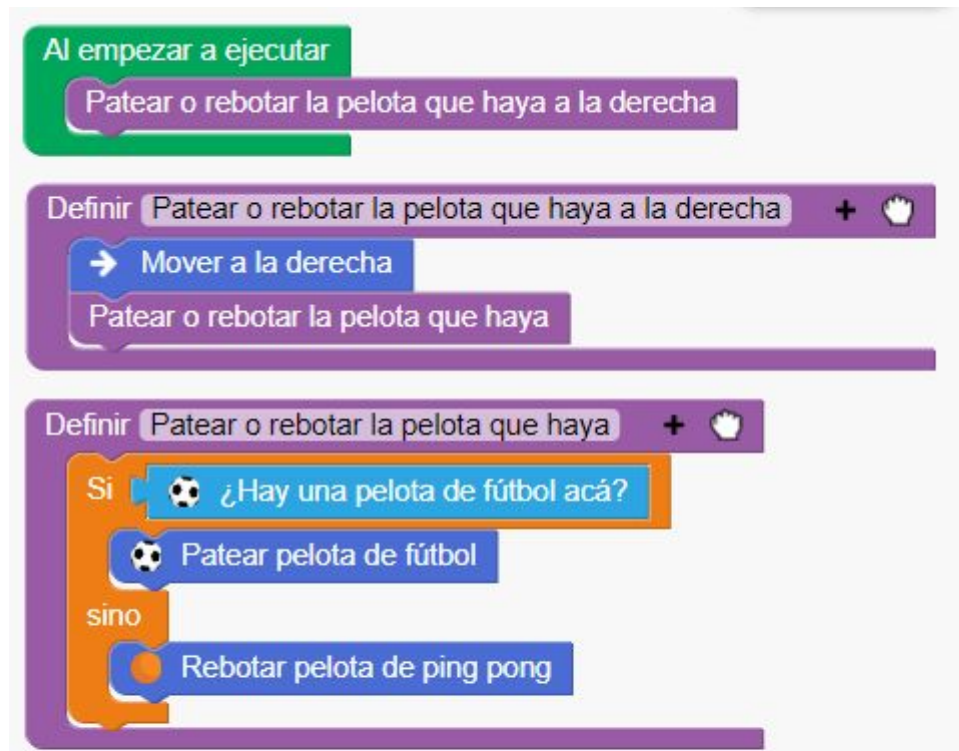 Al empezar a ejecutar
Patear o rebotar la pelota que haya a la derecha
Definir Patear o rebotar la pelota que haya a la derecha +
Mover a la derecha
Patear o rebotar la pelota que haya
Definir Patear o rebotar la pelota que haya +
Si ¿Hay una pelota de fútbol acá?
Patear pelota de fútbol
sino
Rebotar pelota de ping pong